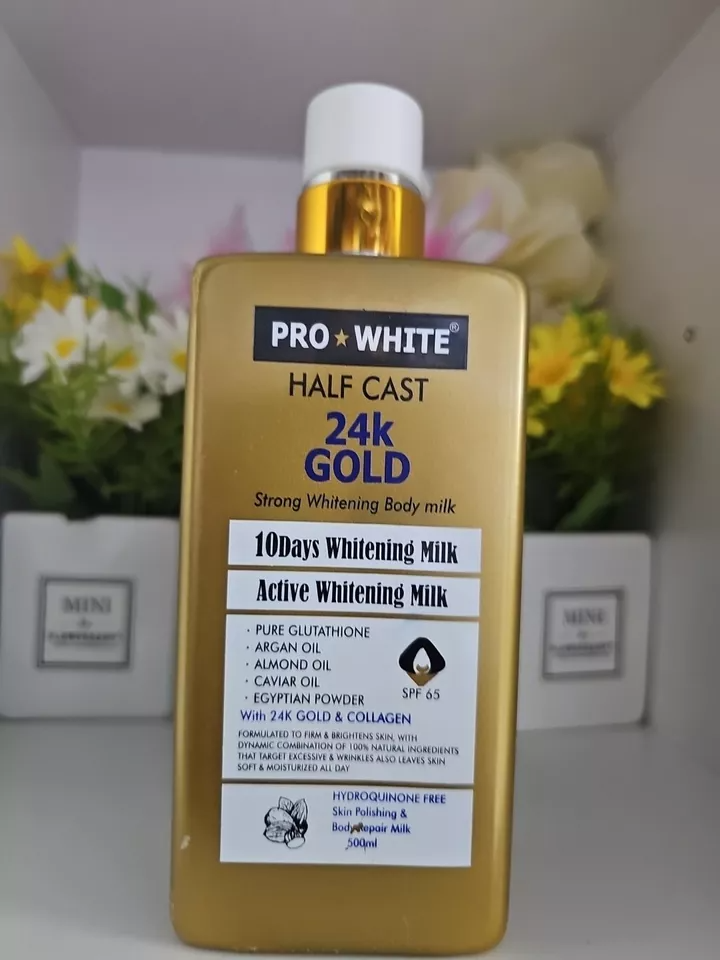 PRO★WHITE®
HALF CAST
24k
GOLD
Strong Whitening Body milk
10Days Whitening Milk
Active Whitening Milk
· PURE GLUTATHIONE
· ARGAN OIL
· ALMOND OIL
· CAVIAR OIL
· EGYPTIAN POWDER
SPF 65
With 24K GOLD & COLLAGEN
FORMULATED TO FIRM & BRIGHTENS SKIN, WITH
DYNAMIC COMBINATION OF 100% NATURAL INGREDIENTS
THAT TARGET EXCESSIVE & WRINKLES ALSO LEAVES SKIN
SOFT & MOISTURIZED ALL DAY
HYDROQUINONE FREE
Skin Polishing &
Body Repair Milk
500ml
MINI
MINI